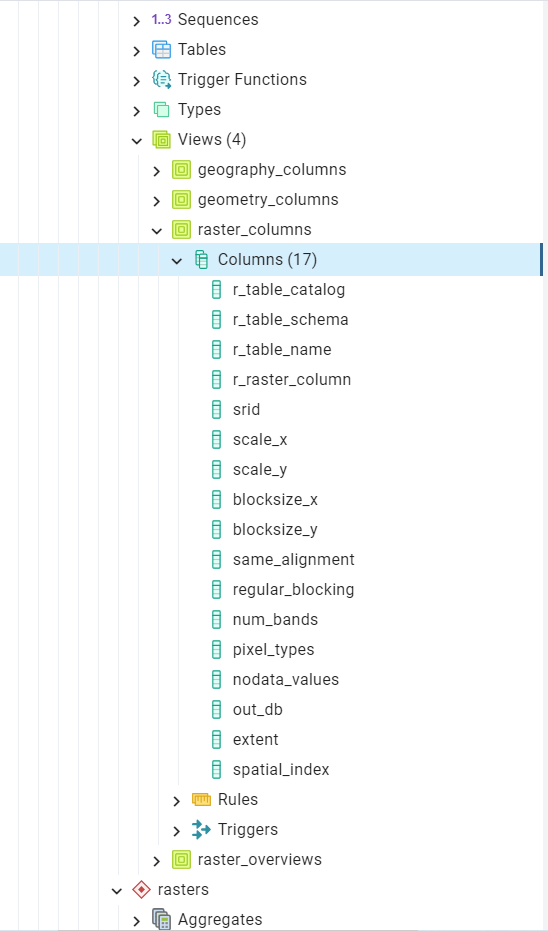 1..3 Sequences
Tables
Trigger Functions
Types
Views (4)
geography_columns
geometry_columns
raster_columns
Columns (17)
r_table_catalog
r_table_schema
r_table_name
r_raster_column
srid
scale_x
scale_y
blocksize_x
blocksize_y
same_alignment
regular_blocking
num_bands
pixel_types
nodata_values
out_db
extent
spatial_index
Rules
Triggers
raster_overviews
rasters
Aggregates